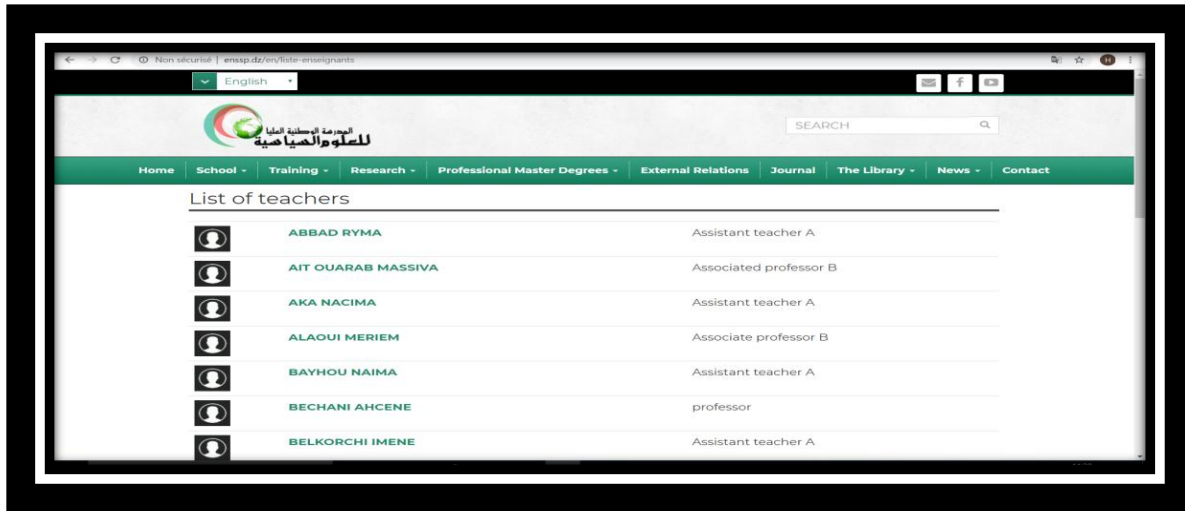 Non sécurisé | enssp.dz/en/liste-enseignants
English
المدرسة الوطنية العليا
للعلوم السياسية
SEARCH
Home School Training Research Professional Master Degrees External Relations Journal The Library News Contact
List of teachers
ABBAD RYMA Assistant teacher A
AIT OUARAB MASSIVA Associated professor B
AKA NACIMA Assistant teacher A
ALAOUI MERIEM Associate professor B
BAYHOU NAIMA Assistant teacher A
BECHANI AHCENE professor
BELKORCHI IMENE Assistant teacher A